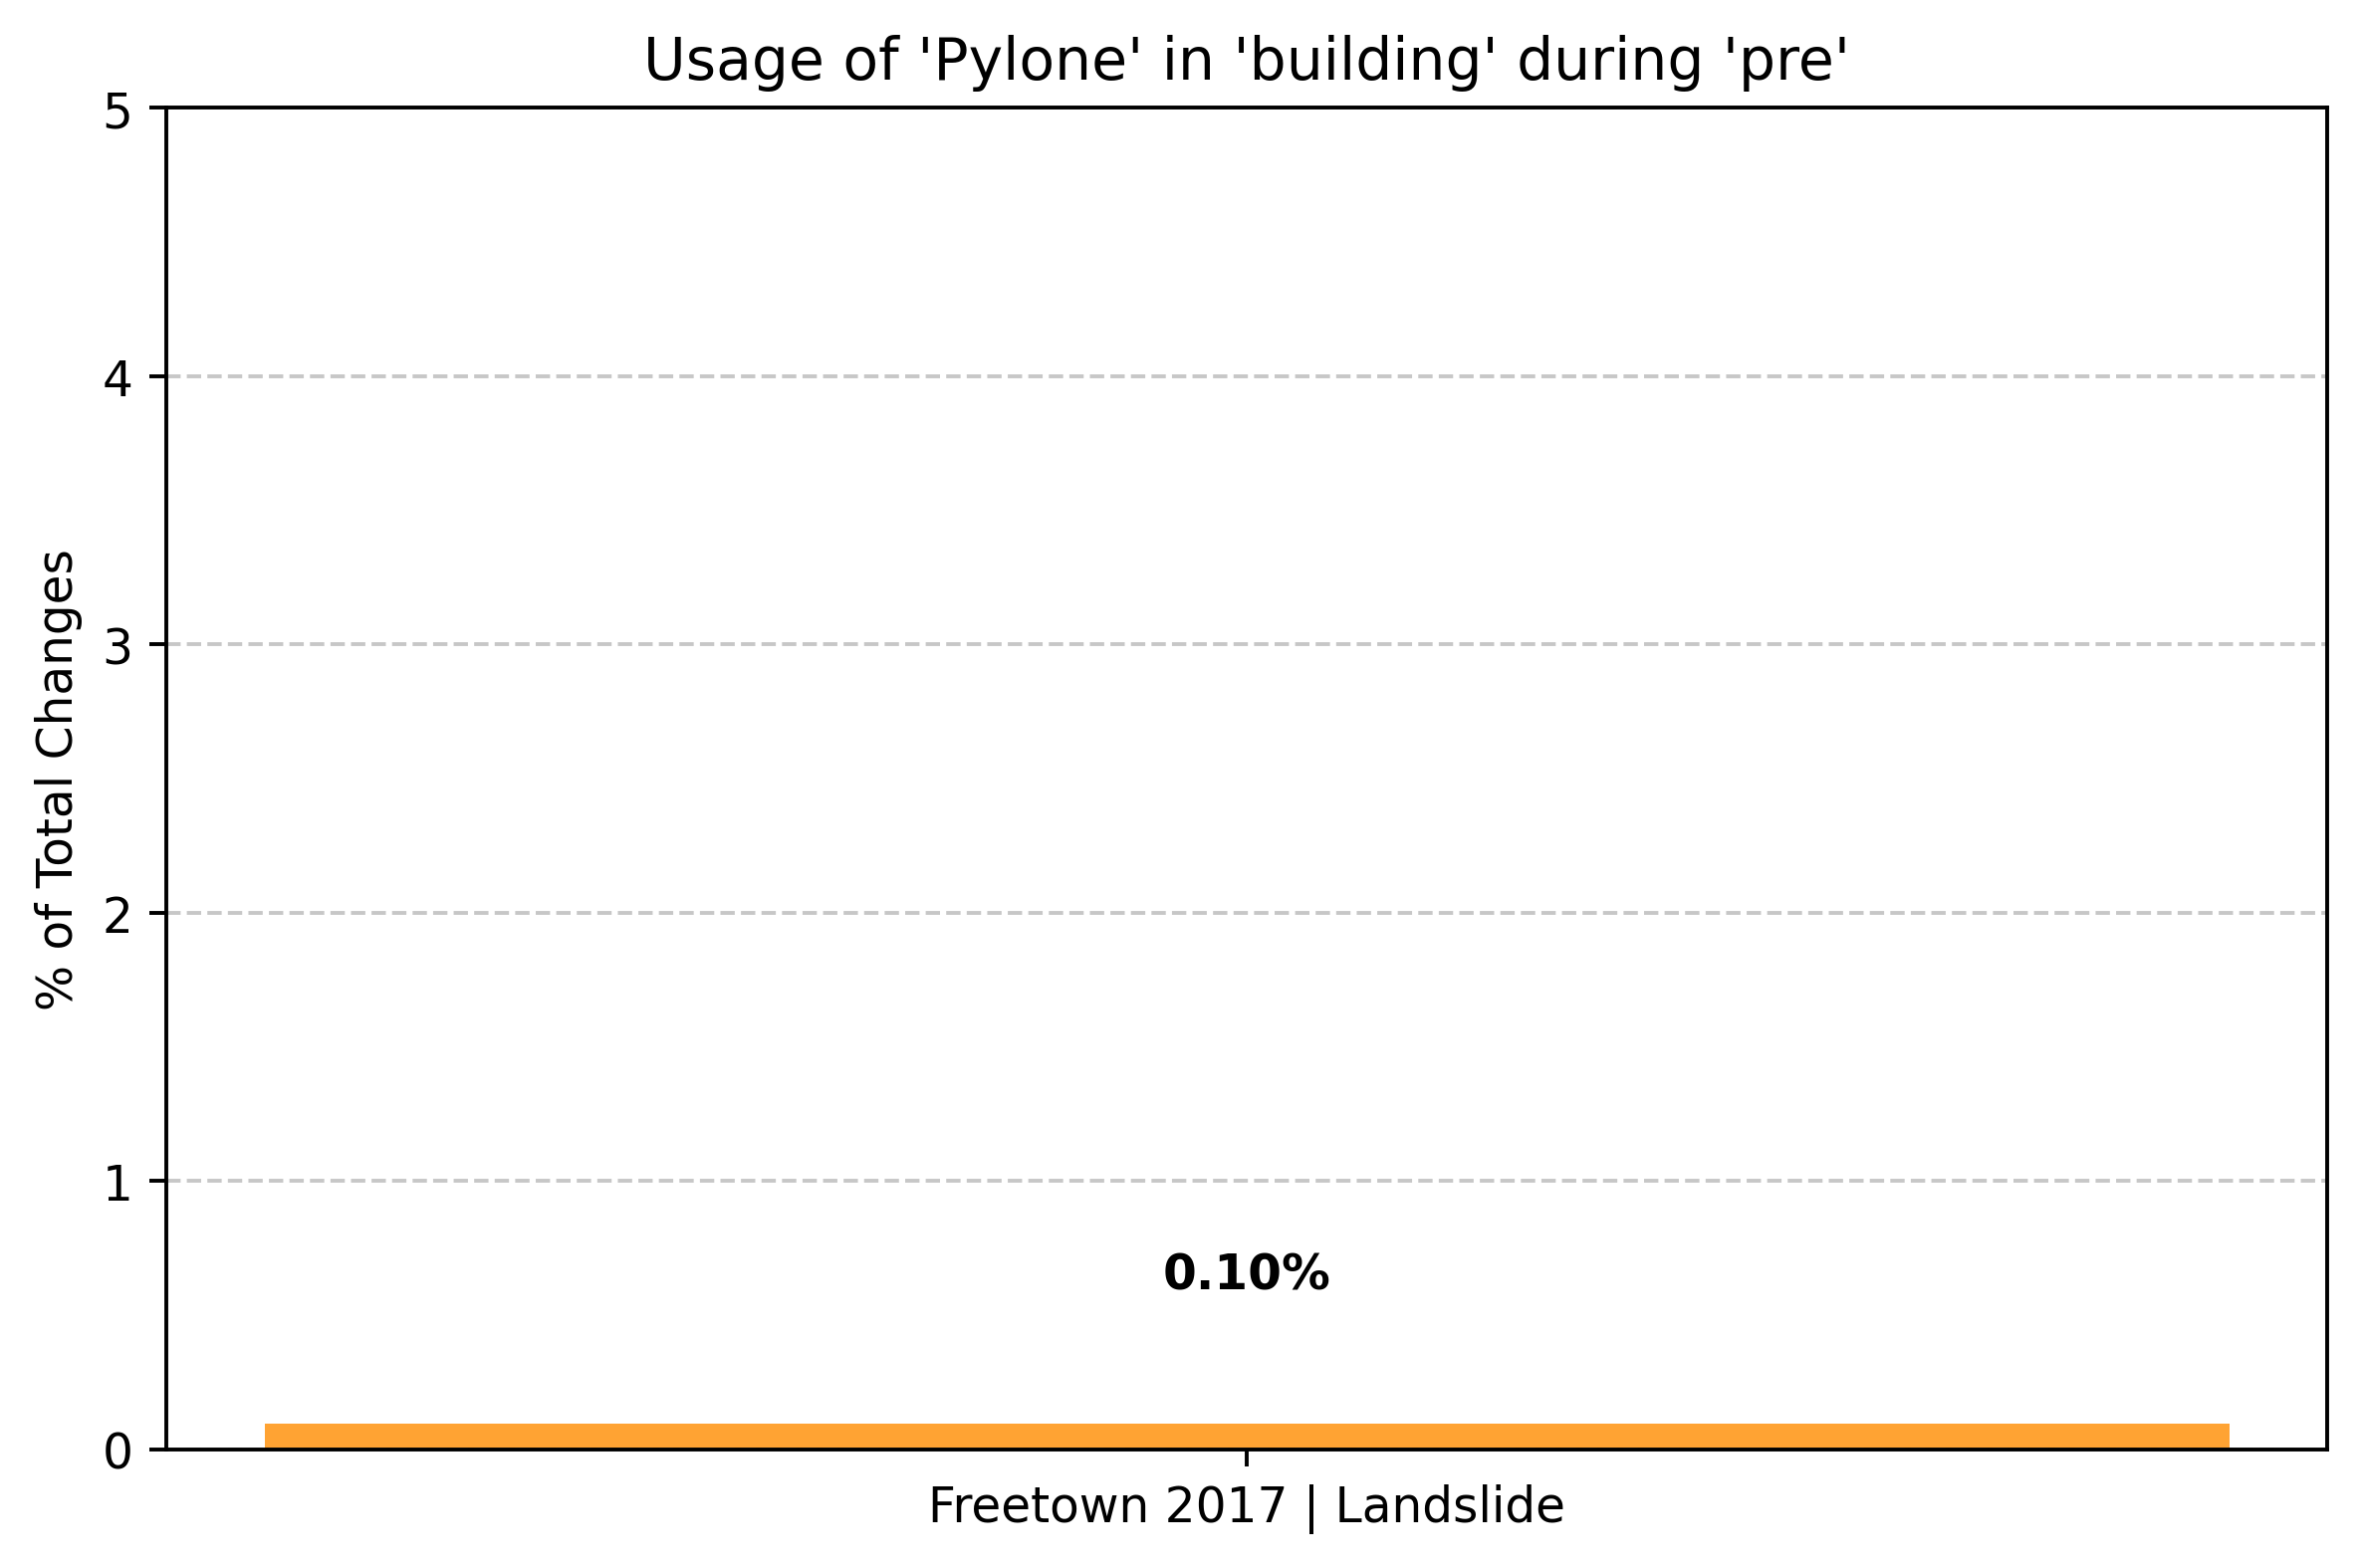 Usage of 'Pylone' in 'building' during 'pre'
% of Total Changes
5
4
3
2
1
0
0.10%
Freetown 2017 | Landslide